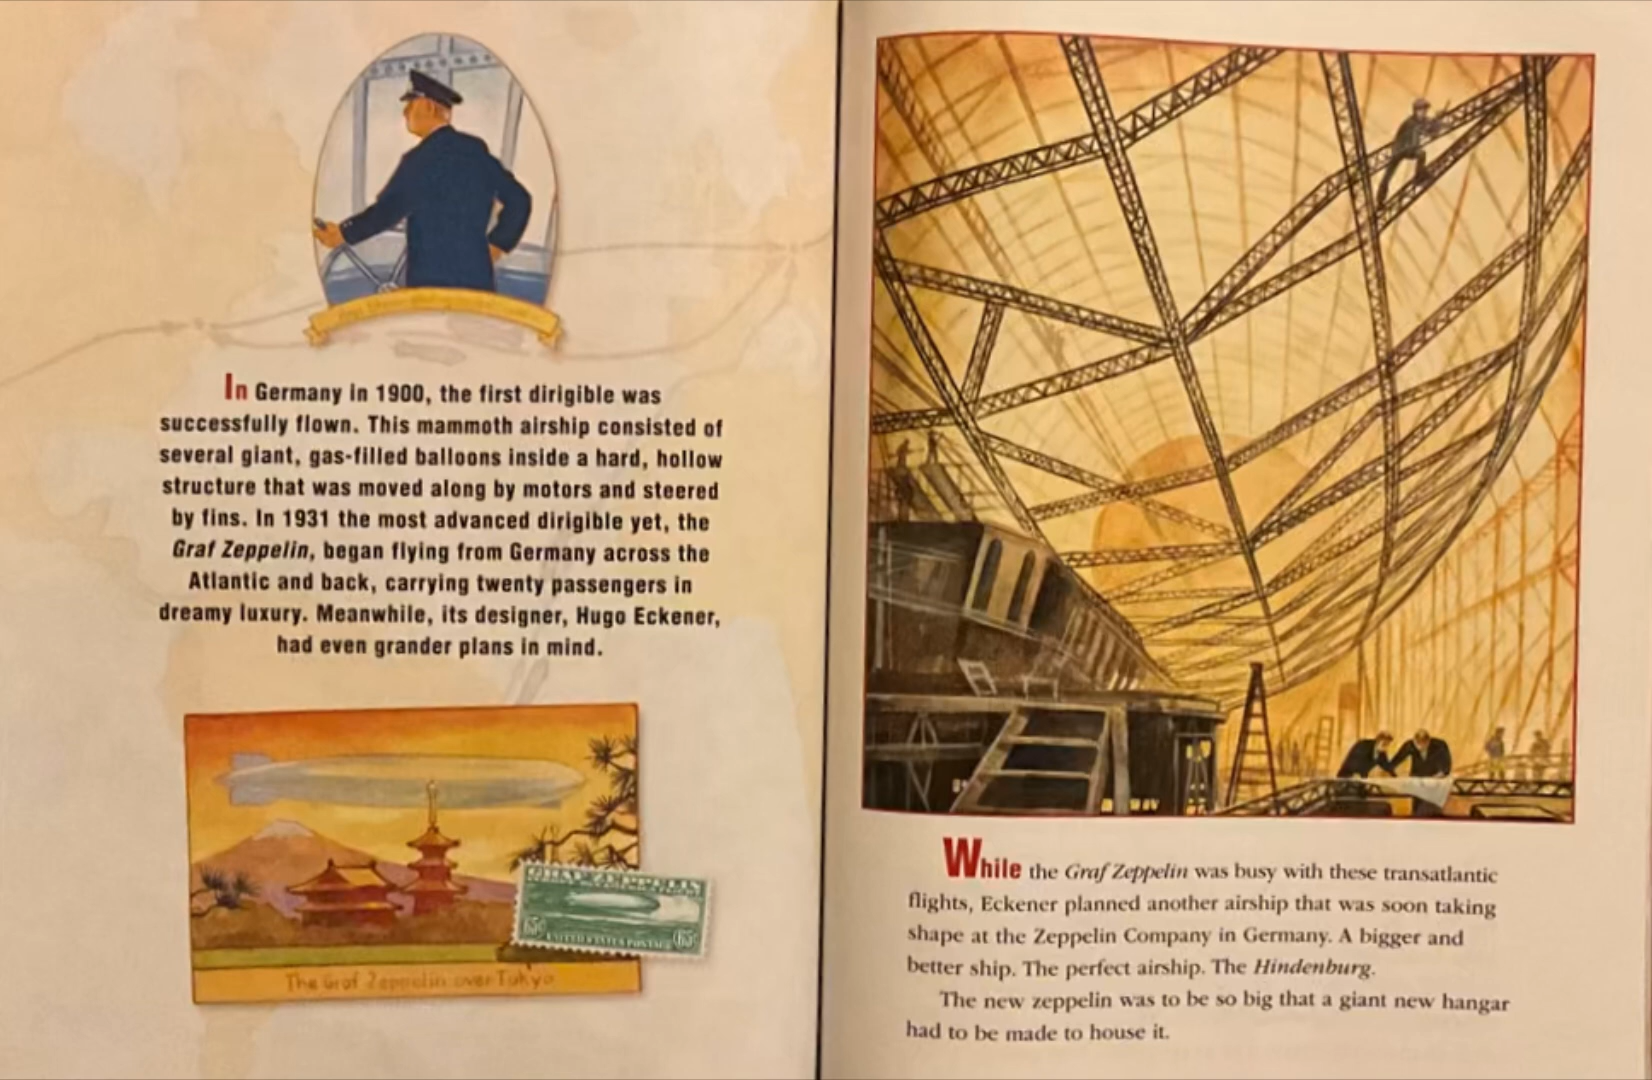 In Germany in 1900, the first dirigible was
successfully flown. This mammoth airship consisted of
several giant, gas-filled balloons inside a hard, hollow
structure that was moved along by motors and steered
by fins. In 1931 the most advanced dirigible yet, the
Graf Zeppelin, began flying from Germany across the
Atlantic and back, carrying twenty passengers in
dreamy luxury. Meanwhile, its designer, Hugo Eckener,
had even grander plans in mind.
GRAF ZEPPELIN
65¢ UNITED STATES POSTAGE 65¢
The Graf Zeppelin over Tokyo
While the Graf Zeppelin was busy with these transatlantic
flights, Eckener planned another airship that was soon taking
shape at the Zeppelin Company in Germany. A bigger and
better ship. The perfect airship. The Hindenburg.
The new zeppelin was to be so big that a giant new hangar
had to be made to house it.